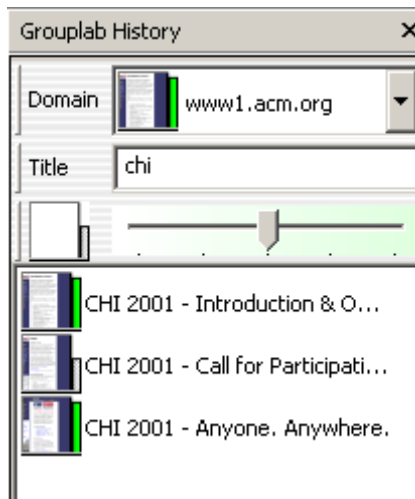 Grouplab History
Domain www1.acm.org
Title chi
CHI 2001 - Introduction & O...
CHI 2001 - Call for Participati...
CHI 2001 - Anyone. Anywhere.